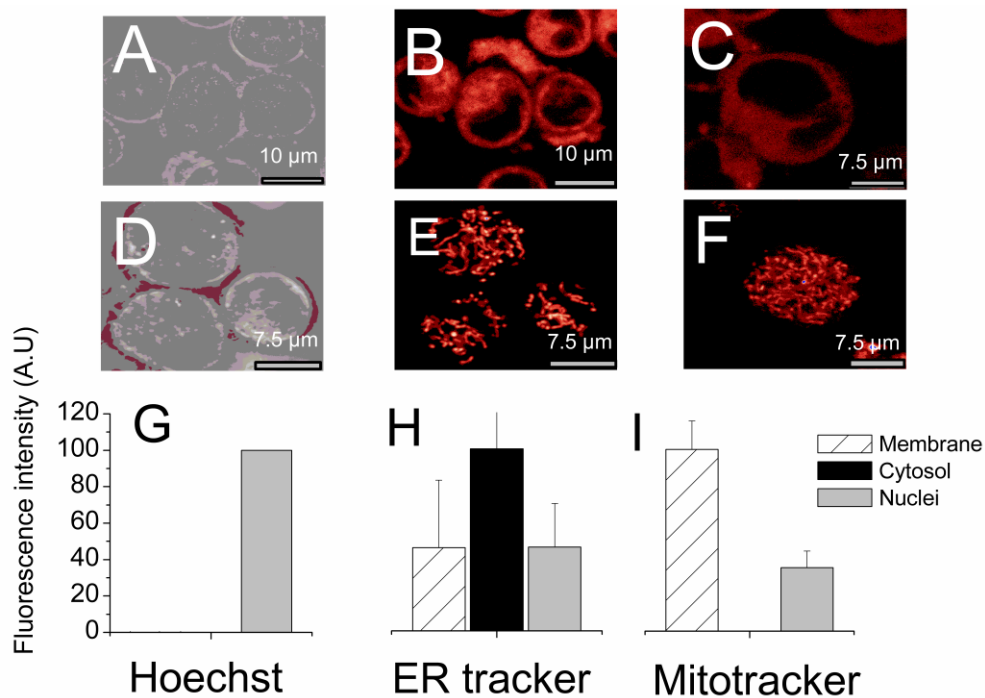 A
10 μm
B
10 μm
C
7.5 μm
D
7.5 μm
E
7.5 μm
F
7.5 μm
Fluorescence intensity (A.U)
120
100
80
60
40
20
0
G
H
I
Membrane
Cytosol
Nuclei
Hoechst
ER tracker
Mitotracker